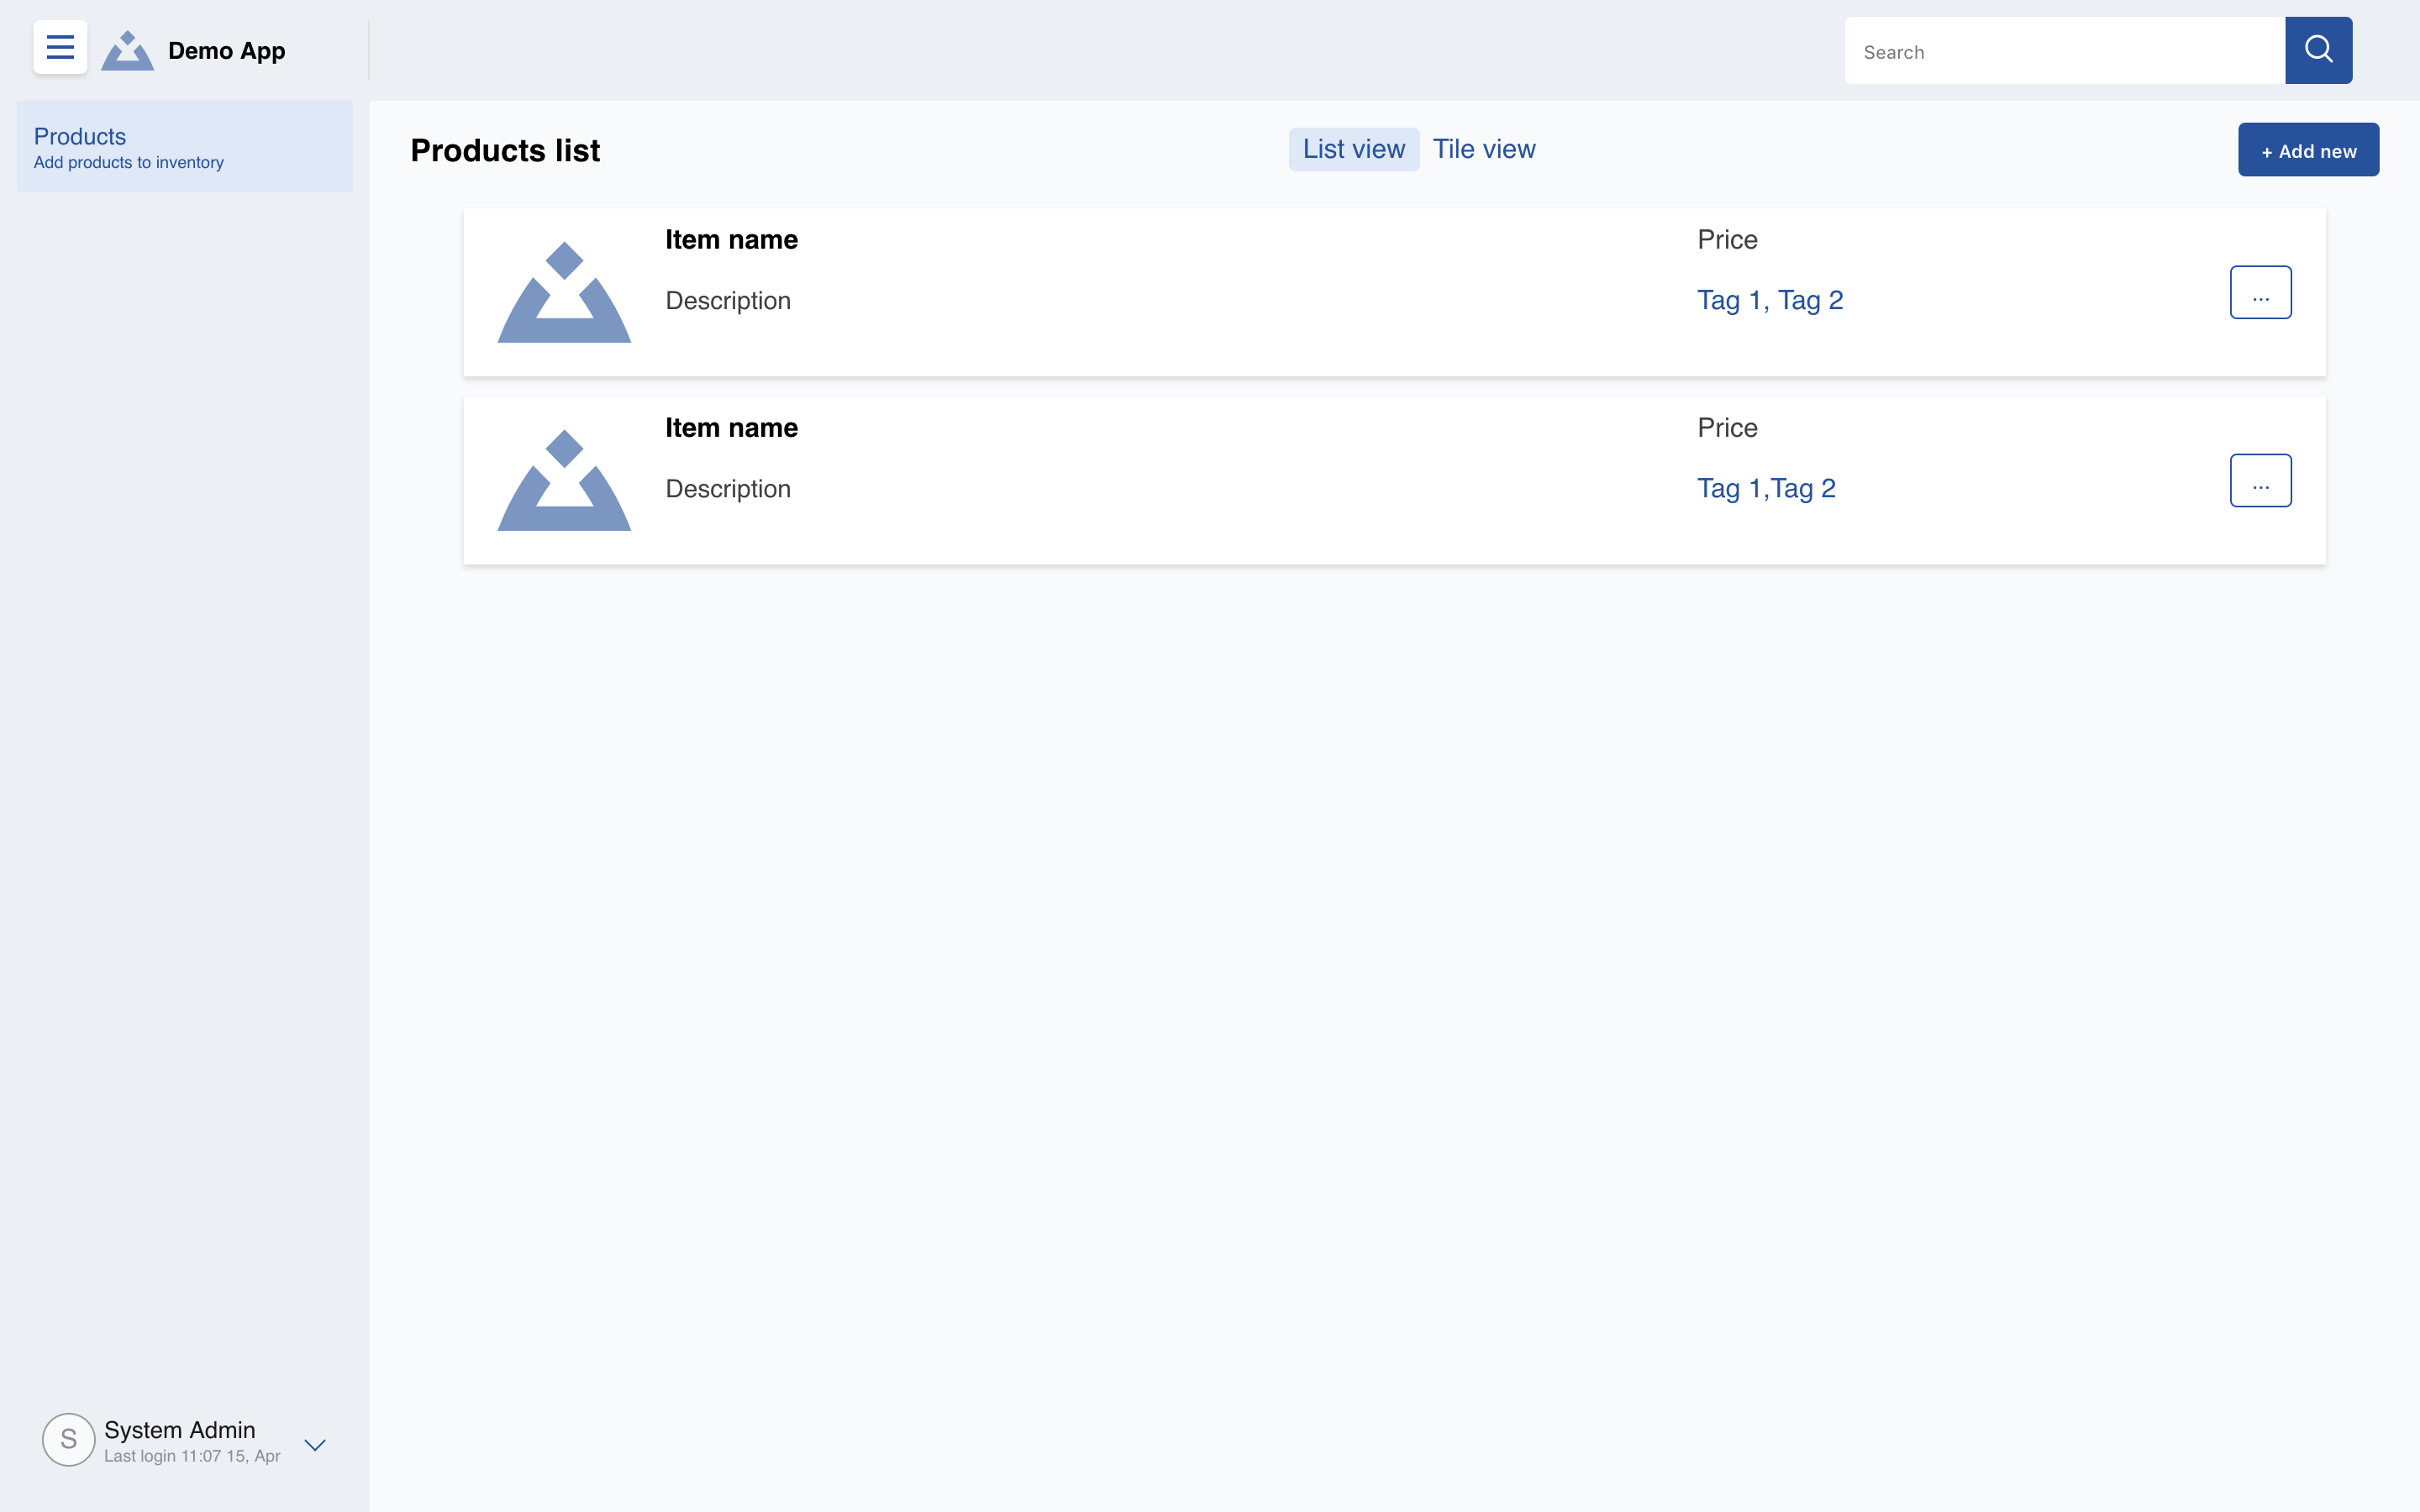 Demo App
Search
Products
Add products to inventory
Products list
List view
Tile view
+ Add new
Item name
Price
Description
Tag 1, Tag 2
...
Item name
Price
Description
Tag 1,Tag 2
...
S
System Admin
Last login 11:07 15, Apr